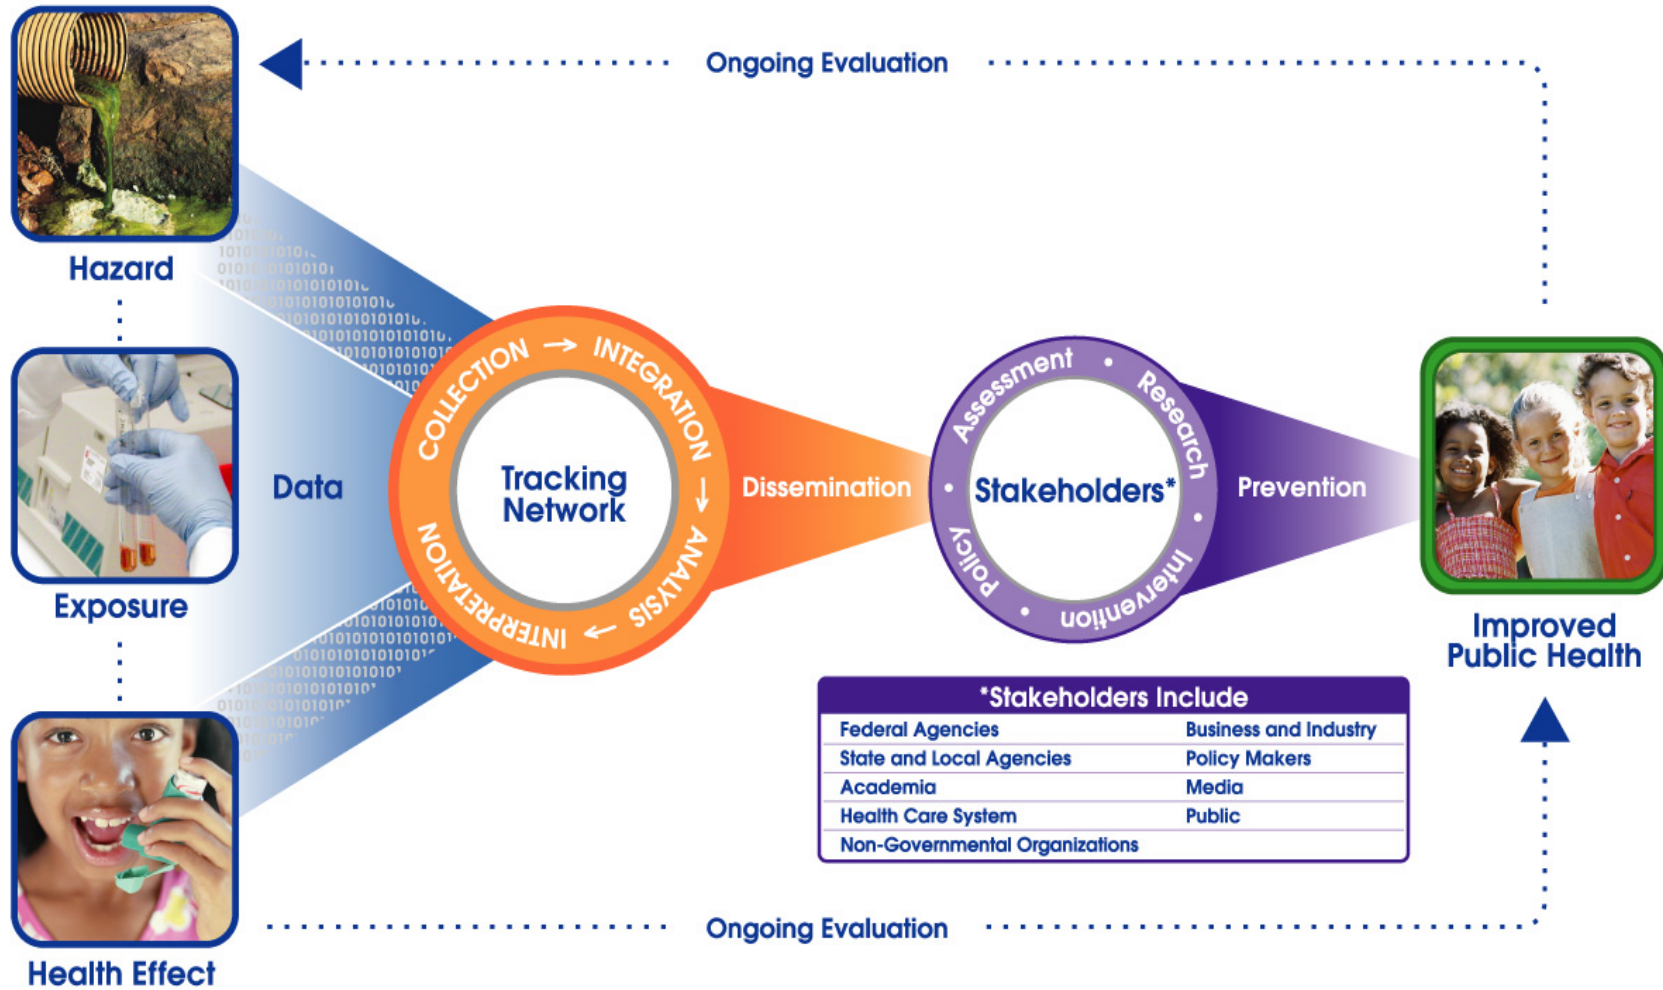 Ongoing Evaluation
Hazard
Exposure
Health Effect
Data
COLLECTION → INTEGRATION → ANALYSIS → INTERPRETATION
Tracking
Network
Dissemination
Assessment • Research • Intervention • Policy •
Stakeholders*
Prevention
Improved
Public Health
*Stakeholders Include
Federal Agencies
Business and Industry
State and Local Agencies
Policy Makers
Academia
Media
Health Care System
Public
Non-Governmental Organizations
Ongoing Evaluation